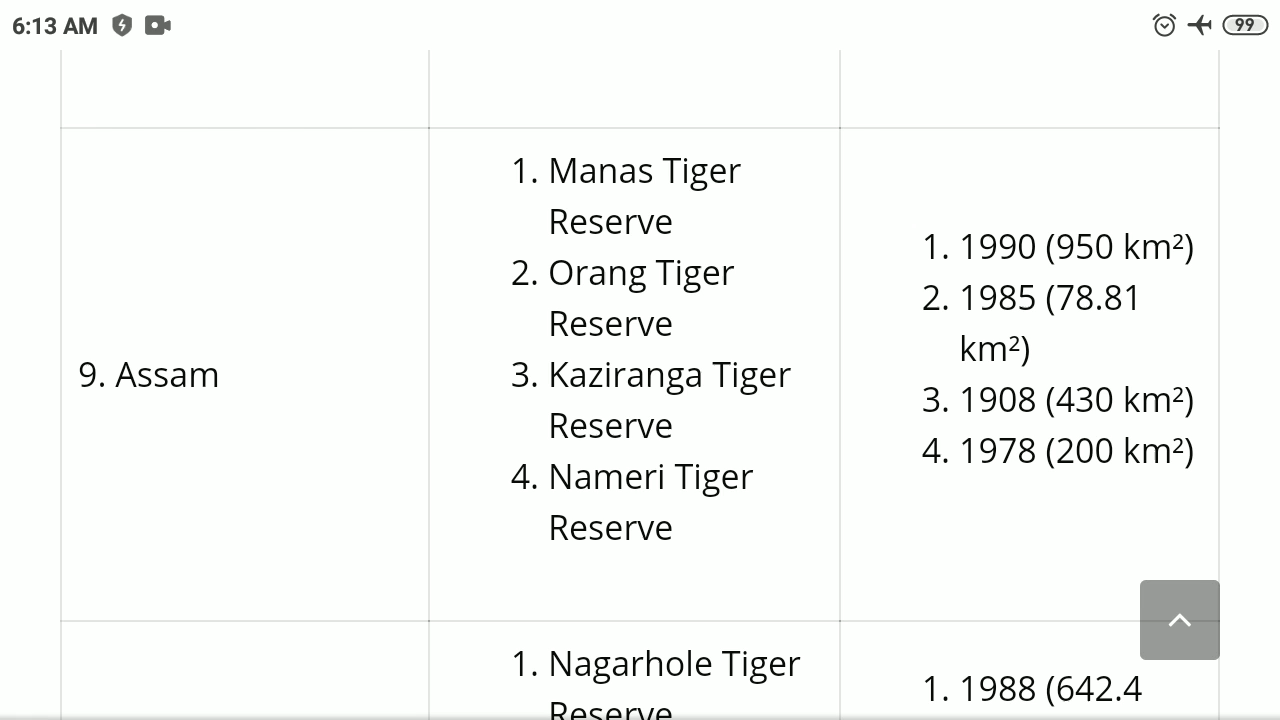 6:13 AM
99
9. Assam
1. Manas Tiger
Reserve
2. Orang Tiger
Reserve
3. Kaziranga Tiger
Reserve
4. Nameri Tiger
Reserve
1. 1990 (950 km²)
2. 1985 (78.81
km²)
3. 1908 (430 km²)
4. 1978 (200 km²)
1. Nagarhole Tiger
Reserve
1. 1988 (642.4